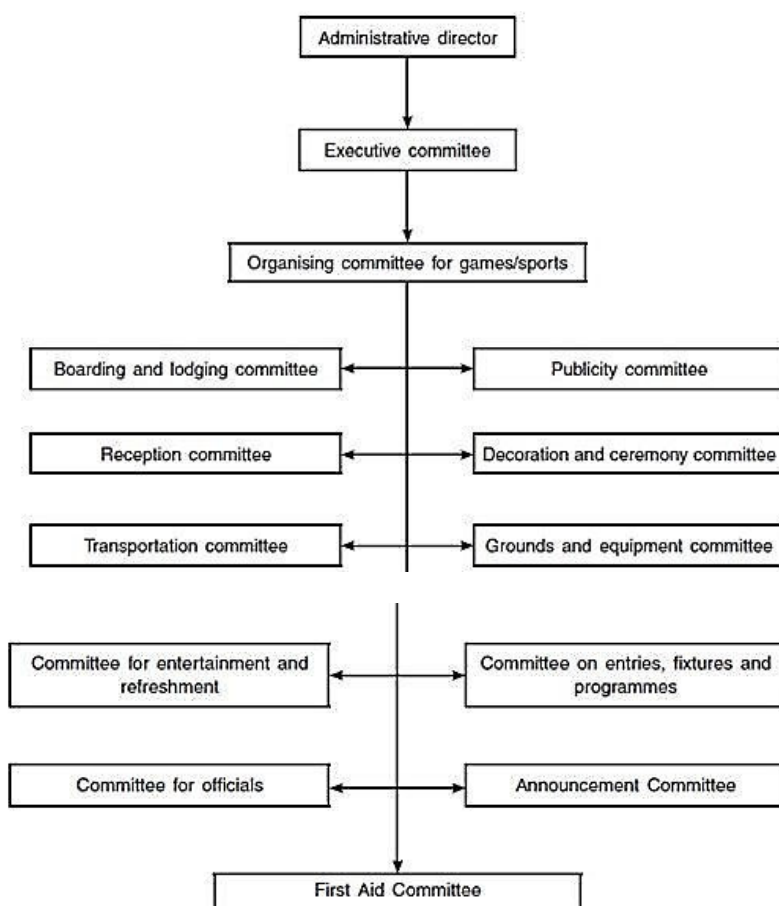 Administrative director
Executive committee
Organising committee for games/sports
Boarding and lodging committee
Publicity committee
Reception committee
Decoration and ceremony committee
Transportation committee
Grounds and equipment committee
Committee for entertainment and
refreshment
Committee on entries, fixtures and
programmes
Committee for officials
Announcement Committee
First Aid Committee